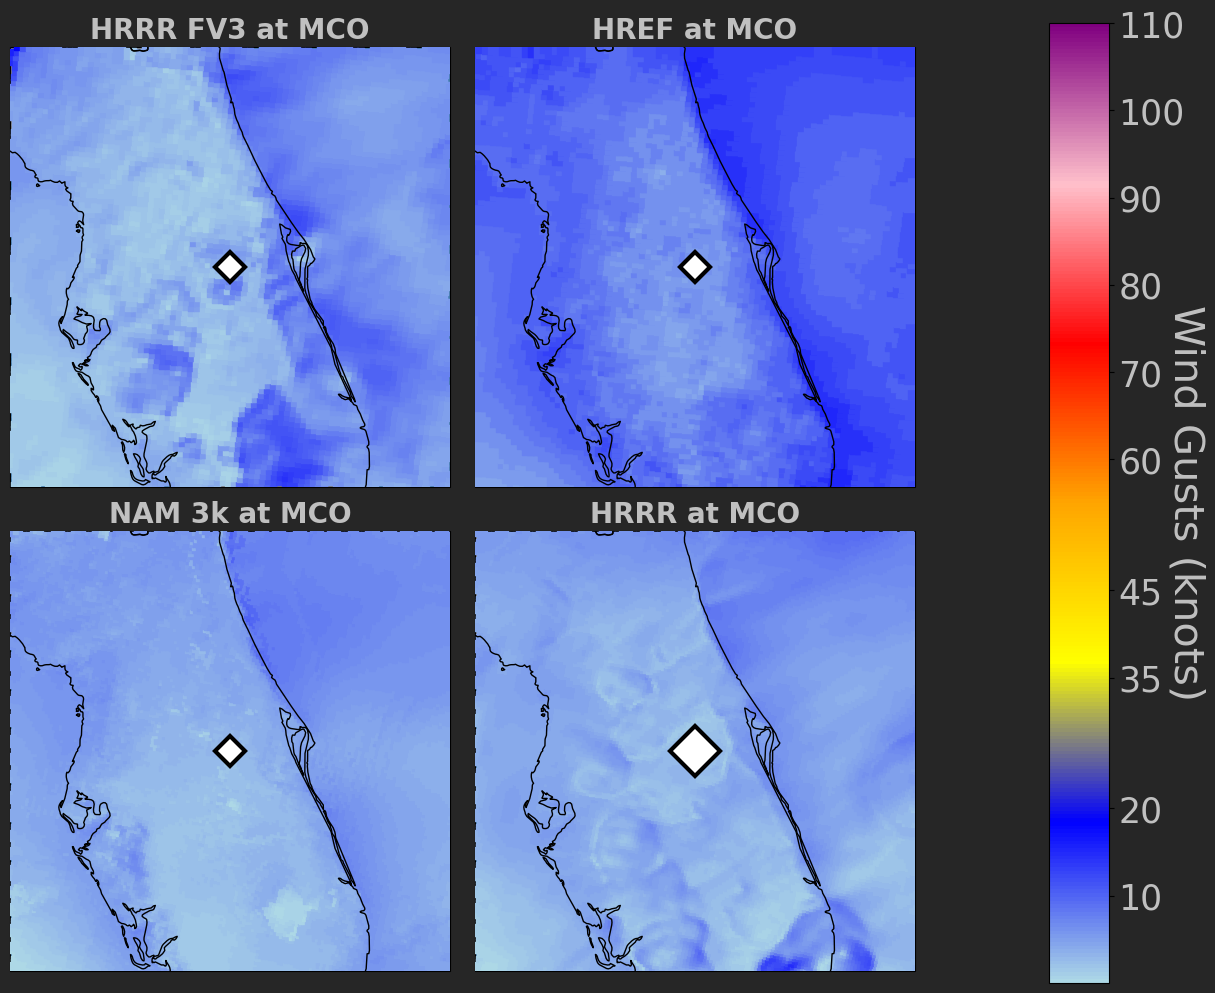 HRRR FV3 at MCO
HREF at MCO
NAM 3k at MCO
HRRR at MCO
110
100
90
80
70
60
45
35
20
10
Wind Gusts (knots)